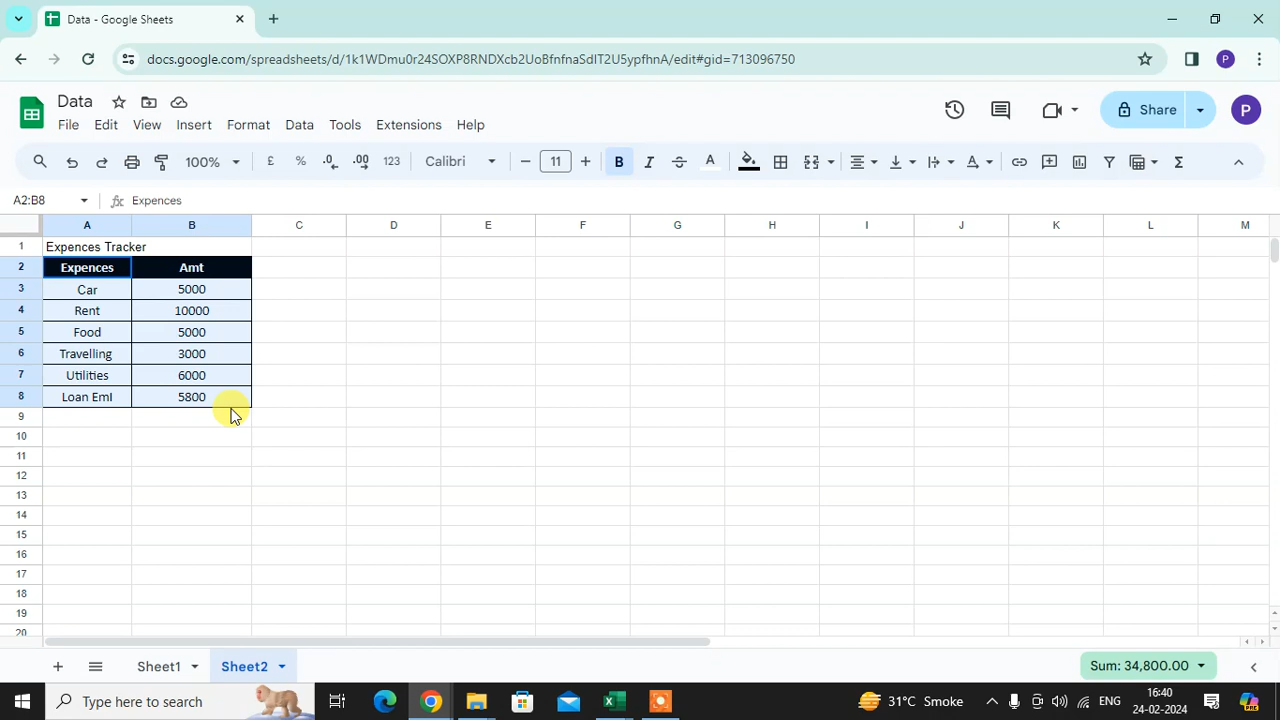 Data - Google Sheets
docs.google.com/spreadsheets/d/1k1WDmu0r24SOXP8RNDXcb2UoBfnfnaSdIT2U5ypfhnA/edit#gid=713096750
P
Data
File Edit View Insert Format Data Tools Extensions Help
Share
P
100% £ % .0 .00 123 Calibri 11 B I A
A2:B8 fx Expences
A B C D E F G H I J K L M
1 Expences Tracker
2 Expences Amt
3 Car 5000
4 Rent 10000
5 Food 5000
6 Travelling 3000
7 Utilities 6000
8 Loan EmI 5800
9
10
11
12
13
14
15
16
17
18
19
20
Sheet1 Sheet2 Sum: 34,800.00
Type here to search
31°C Smoke ENG 16:40
24-02-2024